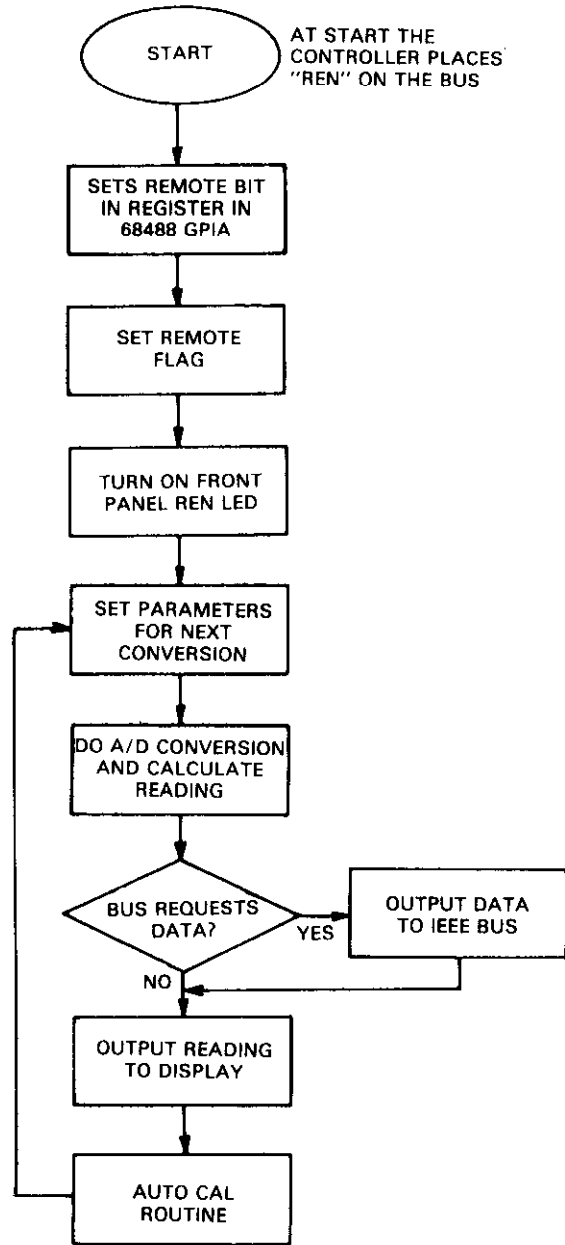 START
AT START THE
CONTROLLER PLACES
"REN" ON THE BUS
SETS REMOTE BIT
IN REGISTER IN
68488 GPIA
SET REMOTE
FLAG
TURN ON FRONT
PANEL REN LED
SET PARAMETERS
FOR NEXT
CONVERSION
DO A/D CONVERSION
AND CALCULATE
READING
BUS REQUESTS
DATA?
YES
OUTPUT DATA
TO IEEE BUS
NO
OUTPUT READING
TO DISPLAY
AUTO CAL
ROUTINE